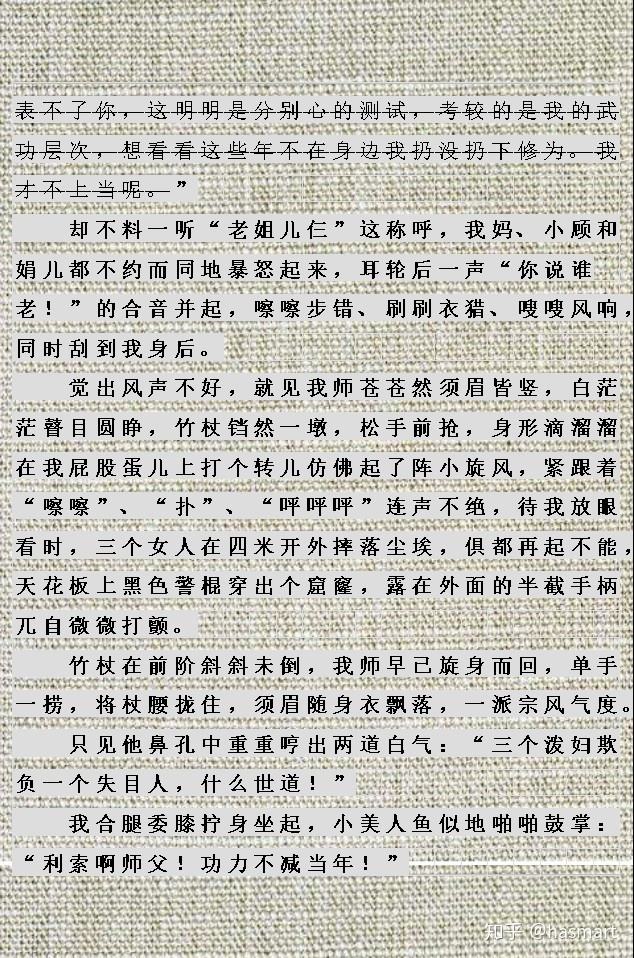 表不了你，这明明是分别心的测试，考较的是我的武
功层次，想看看这些年不在身边我扔没扔下修为。我
才不上当呢。”
却不料一听“老姐儿仨”这称呼，我妈、小顾和
娟儿都不约而同地暴怒起来，耳轮后一声“你说谁
老！”的合音并起，嚓嚓步错、刷刷衣猎、嗖嗖风响，
同时刮到我身后。
觉出风声不好，就见我师苍苍然须眉皆竖，白茫
茫瞽目圆睁，竹杖铛然一墩，松手前抢，身形滴溜溜
在我屁股蛋儿上打个转儿仿佛起了阵小旋风，紧跟着
“嚓嚓”、“扑”、“呼呼呼”连声不绝，待我放眼
看时，三个女人在四米开外摔落尘埃，俱都再起不能，
天花板上黑色警棍穿出个窟窿，露在外面的半截手柄
兀自微微打颤。
竹杖在前阶斜斜未倒，我师早已旋身而回，单手
一捞，将杖腰拢住，须眉随身衣飘落，一派宗风气度。
只见他鼻孔中重重哼出两道白气：“三个泼妇欺
负一个失目人，什么世道！”
我合腿委膝拧身坐起，小美人鱼似地啪啪鼓掌：
“利索啊师父！功力不减当年！”
知乎 @hasmart